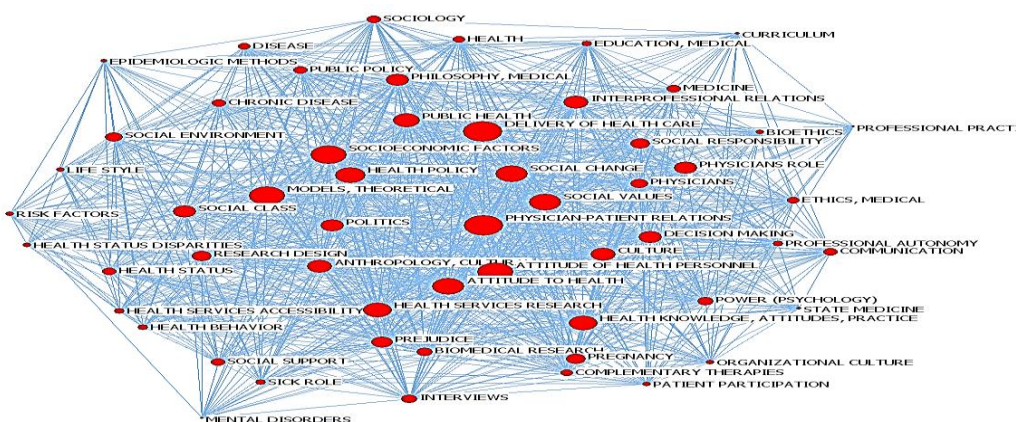 SOCIOLOGY
CURRICULUM
HEALTH
DISEASE
EDUCATION, MEDICAL
EPIDEMIOLOGIC METHODS
PUBLIC POLICY
PHILOSOPHY, MEDICAL
MEDICINE
CHRONIC DISEASE
INTERPROFESSIONAL RELATIONS
PUBLIC HEALTH
DELIVERY OF HEALTH CARE
PROFESSIONAL PRACT
SOCIAL ENVIRONMENT
BIOETHICS
SOCIAL RESPONSIBILITY
SOCIOECONOMIC FACTORS
PHYSICIANS ROLE
LIFE STYLE
HEALTH POLICY
SOCIAL CHANGE
PHYSICIANS
MODELS, THEORETICAL
SOCIAL VALUES
ETHICS, MEDICAL
SOCIAL CLASS
RISK FACTORS
POLITICS
PHYSICIAN-PATIENT RELATIONS
DECISION MAKING
HEALTH STATUS DISPARITIES
PROFESSIONAL AUTONOMY
RESEARCH DESIGN
CULTURE
COMMUNICATION
ANTHROPOLOGY, CULTUR
ATTITUDE OF HEALTH PERSONNEL
HEALTH STATUS
ATTITUDE TO HEALTH
POWER (PSYCHOLOGY)
HEALTH SERVICES ACCESSIBILITY
HEALTH SERVICES RESEARCH
STATE MEDICINE
HEALTH KNOWLEDGE, ATTITUDES, PRACTICE
HEALTH BEHAVIOR
PREJUDICE
BIOMEDICAL RESEARCH
PREGNANCY
SOCIAL SUPPORT
ORGANIZATIONAL CULTURE
COMPLEMENTARY THERAPIES
SICK ROLE
PATIENT PARTICIPATION
INTERVIEWS
MENTAL DISORDERS